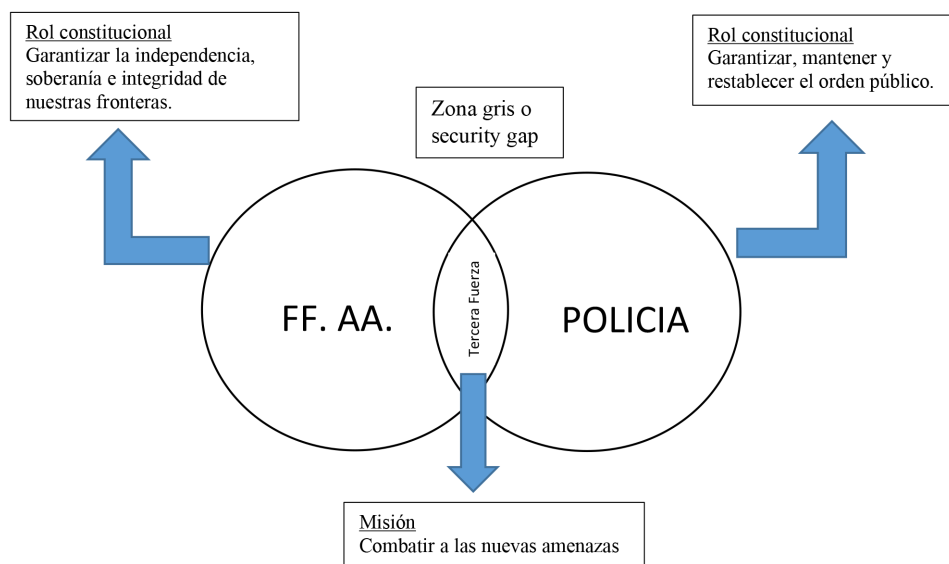 Rol constitucional
Garantizar la independencia,
soberanía e integridad de
nuestras fronteras.
Rol constitucional
Garantizar, mantener y
restablecer el orden público.
Zona gris o
security gap
FF. AA.
Tercera Fuerza
POLICIA
Misión
Combatir a las nuevas amenazas